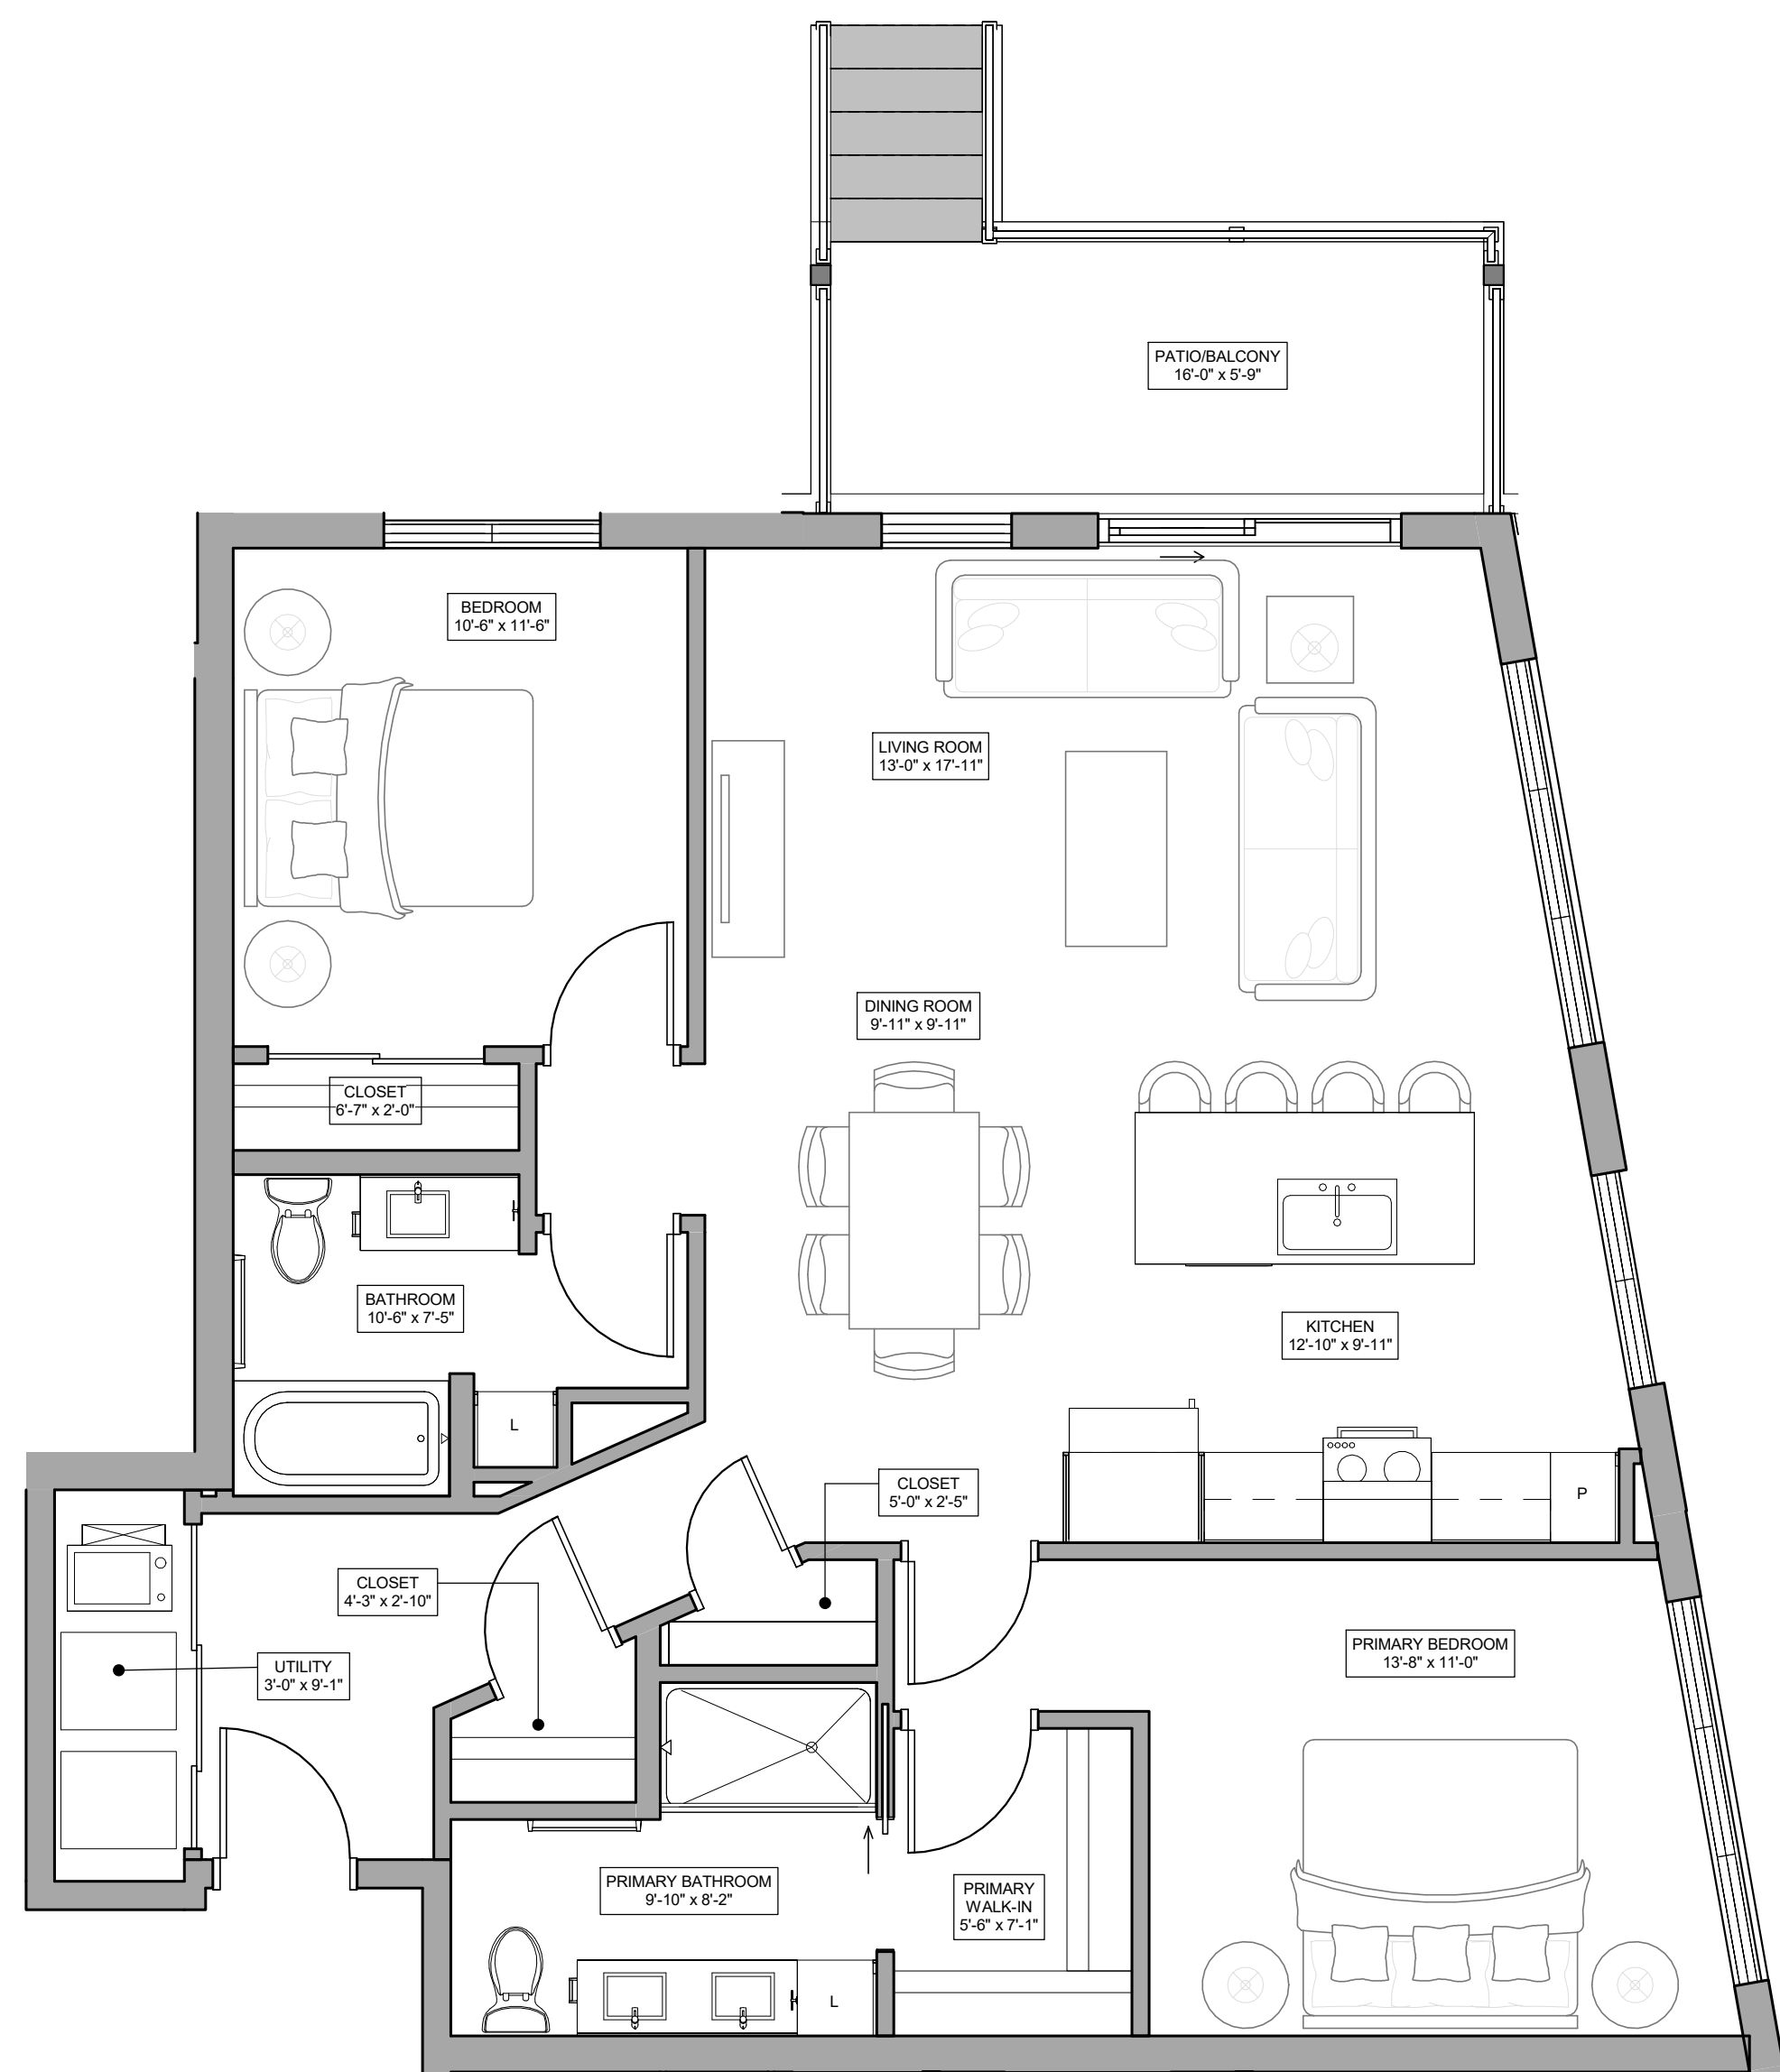 PATIO/BALCONY
16'-0" x 5'-9"
BEDROOM
10'-6" x 11'-6"
LIVING ROOM
13'-0" x 17'-11"
DINING ROOM
9'-11" x 9'-11"
CLOSET
6'-7" x 2'-0"
BATHROOM
10'-6" x 7'-5"
KITCHEN
12'-10" x 9'-11"
L
CLOSET
5'-0" x 2'-5"
P
CLOSET
4'-3" x 2'-10"
PRIMARY BEDROOM
13'-8" x 11'-0"
UTILITY
3'-0" x 9'-1"
PRIMARY BATHROOM
9'-10" x 8'-2"
PRIMARY
WALK-IN
5'-6" x 7'-1"
L